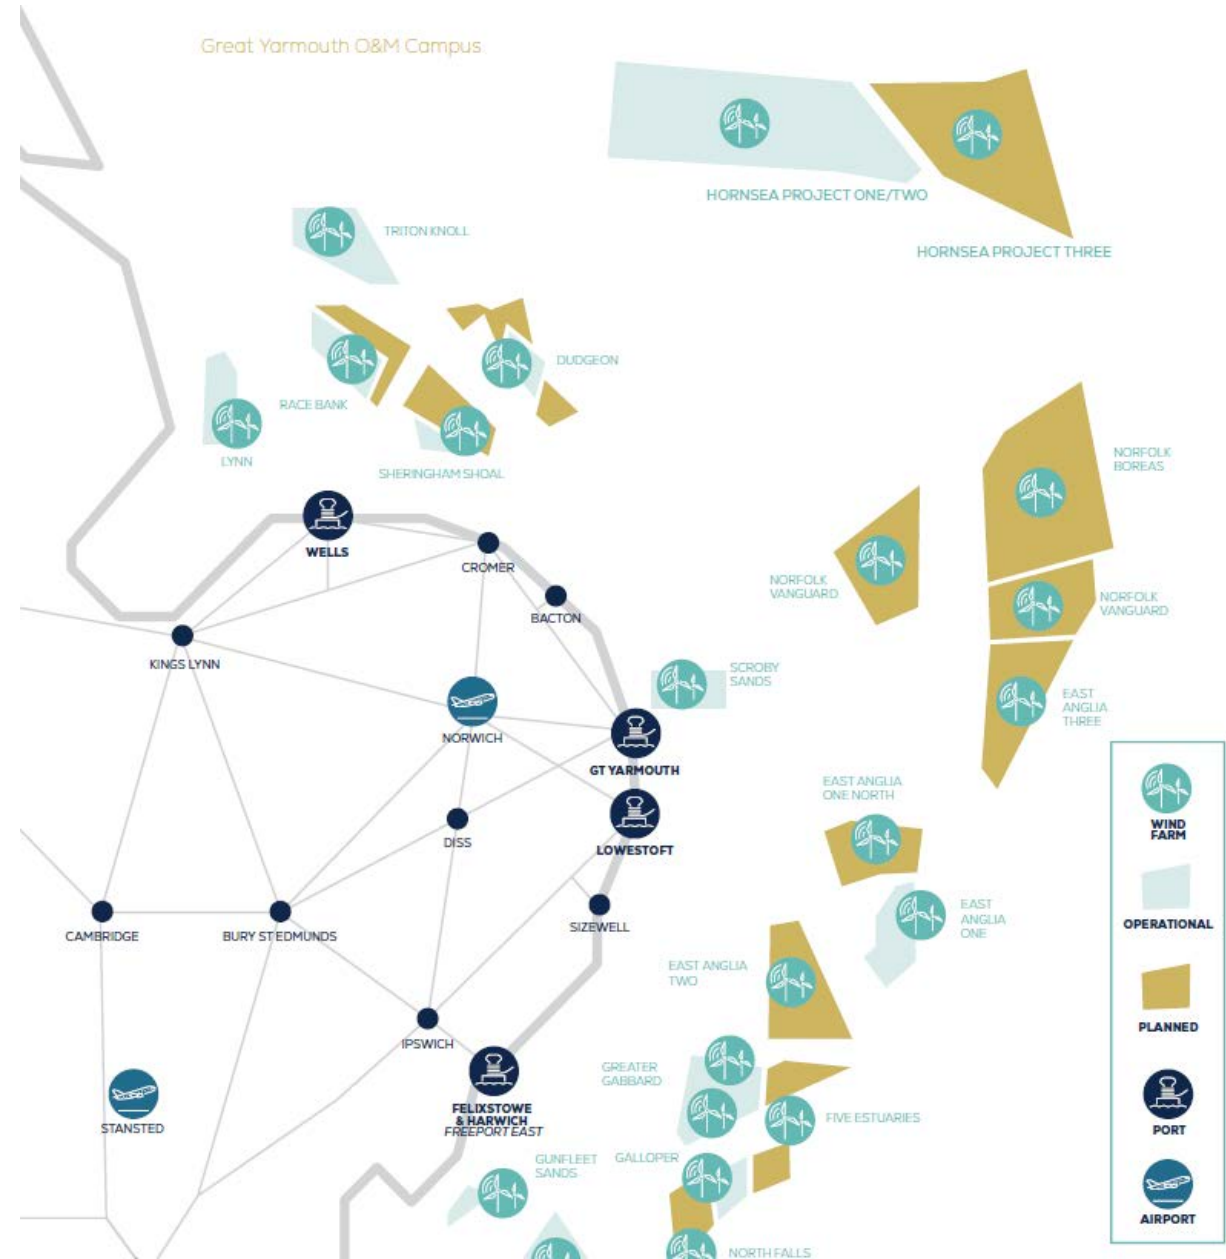 Great Yarmouth O&M Campus
HORNSEA PROJECT ONE/TWO
HORNSEA PROJECT THREE
TRITON KNOLL
DUDGEON
RACE BANK
LYNN
SHERINGHAM SHOAL
NORFOLK
BOREAS
WELLS
CROMER
NORFOLK
VANGUARD
NORFOLK
VANGUARD
BACTON
KINGS LYNN
SCROBY
SANDS
EAST
ANGLIA
THREE
NORWICH
GT YARMOUTH
EAST ANGLIA
ONE NORTH
WIND
FARM
DISS
LOWESTOFT
CAMBRIDGE
BURY ST EDMUNDS
SIZEWELL
EAST
ANGLIA
ONE
OPERATIONAL
EAST ANGLIA
TWO
PLANNED
IPSWICH
GREATER
GABBARD
STANSTED
FELIXSTOWE
& HARWICH
FREEPORT EAST
FIVE ESTUARIES
PORT
GUNFLEET
SANDS
GALLOPER
AIRPORT
NORTH FALLS